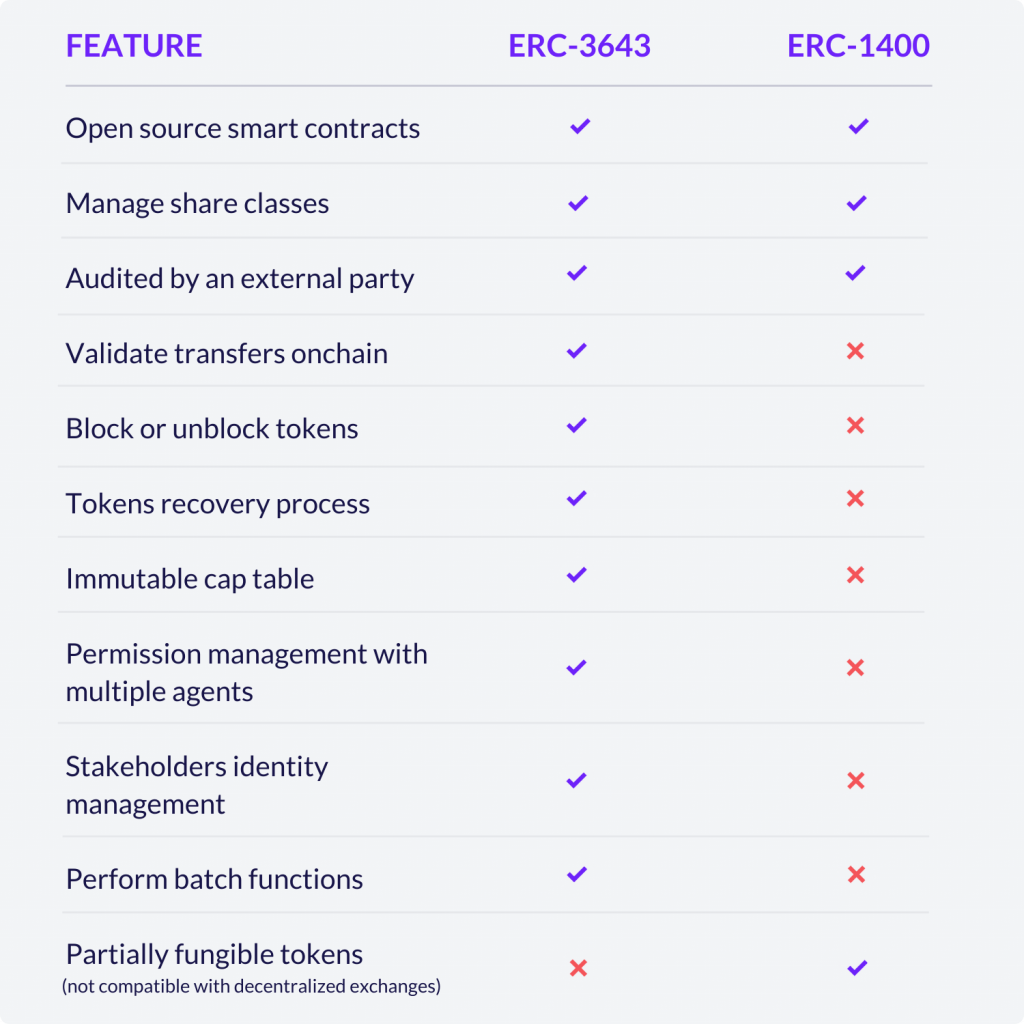 FEATURE ERC-3643 ERC-1400
Open source smart contracts ✓ ✓
Manage share classes ✓ ✓
Audited by an external party ✓ ✓
Validate transfers onchain ✓ ✕
Block or unblock tokens ✓ ✕
Tokens recovery process ✓ ✕
Immutable cap table ✓ ✕
Permission management with
multiple agents ✓ ✕
Stakeholders identity
management ✓ ✕
Perform batch functions ✓ ✕
Partially fungible tokens ✕ ✓
(not compatible with decentralized exchanges)